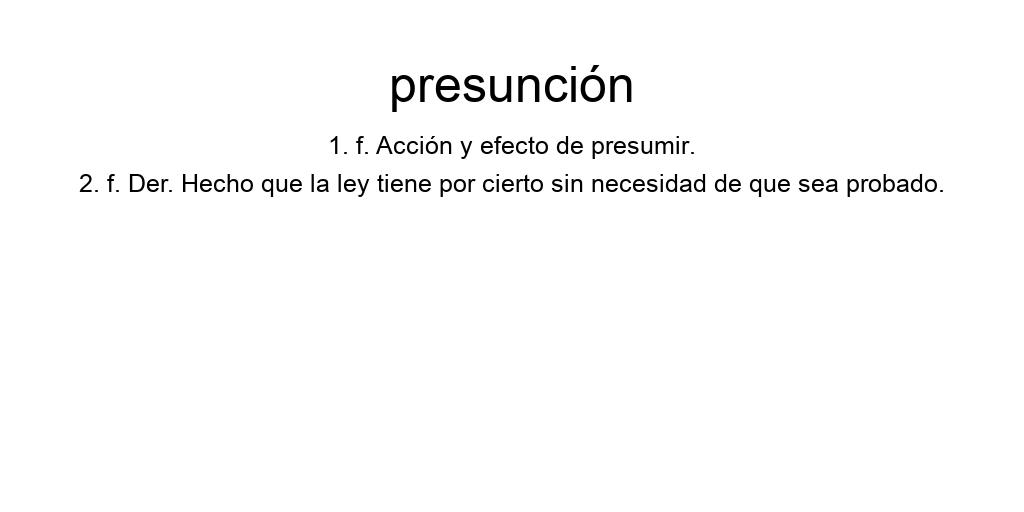 presunción
1. f. Acción y efecto de presumir.
2. f. Der. Hecho que la ley tiene por cierto sin necesidad de que sea probado.